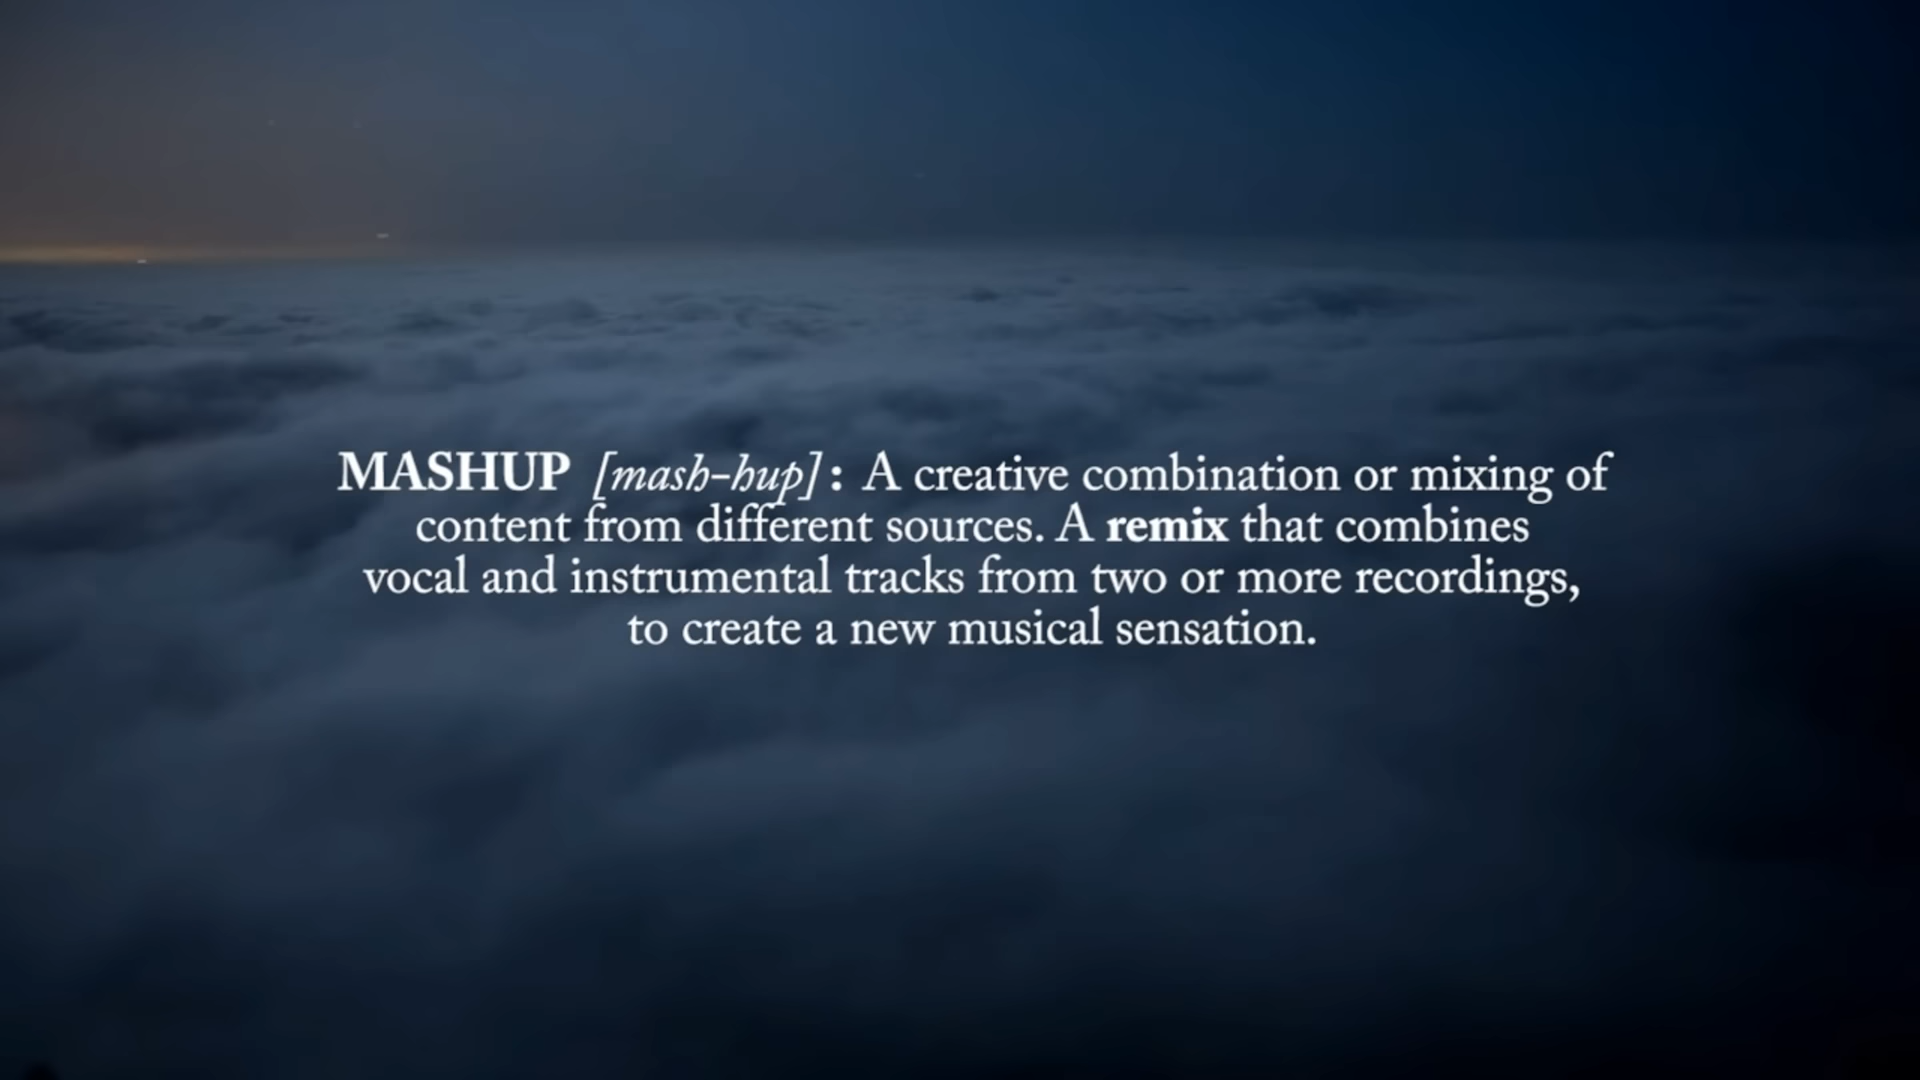 MASHUP [mash-hup]: A creative combination or mixing of
content from different sources. A remix that combines
vocal and instrumental tracks from two or more recordings,
to create a new musical sensation.